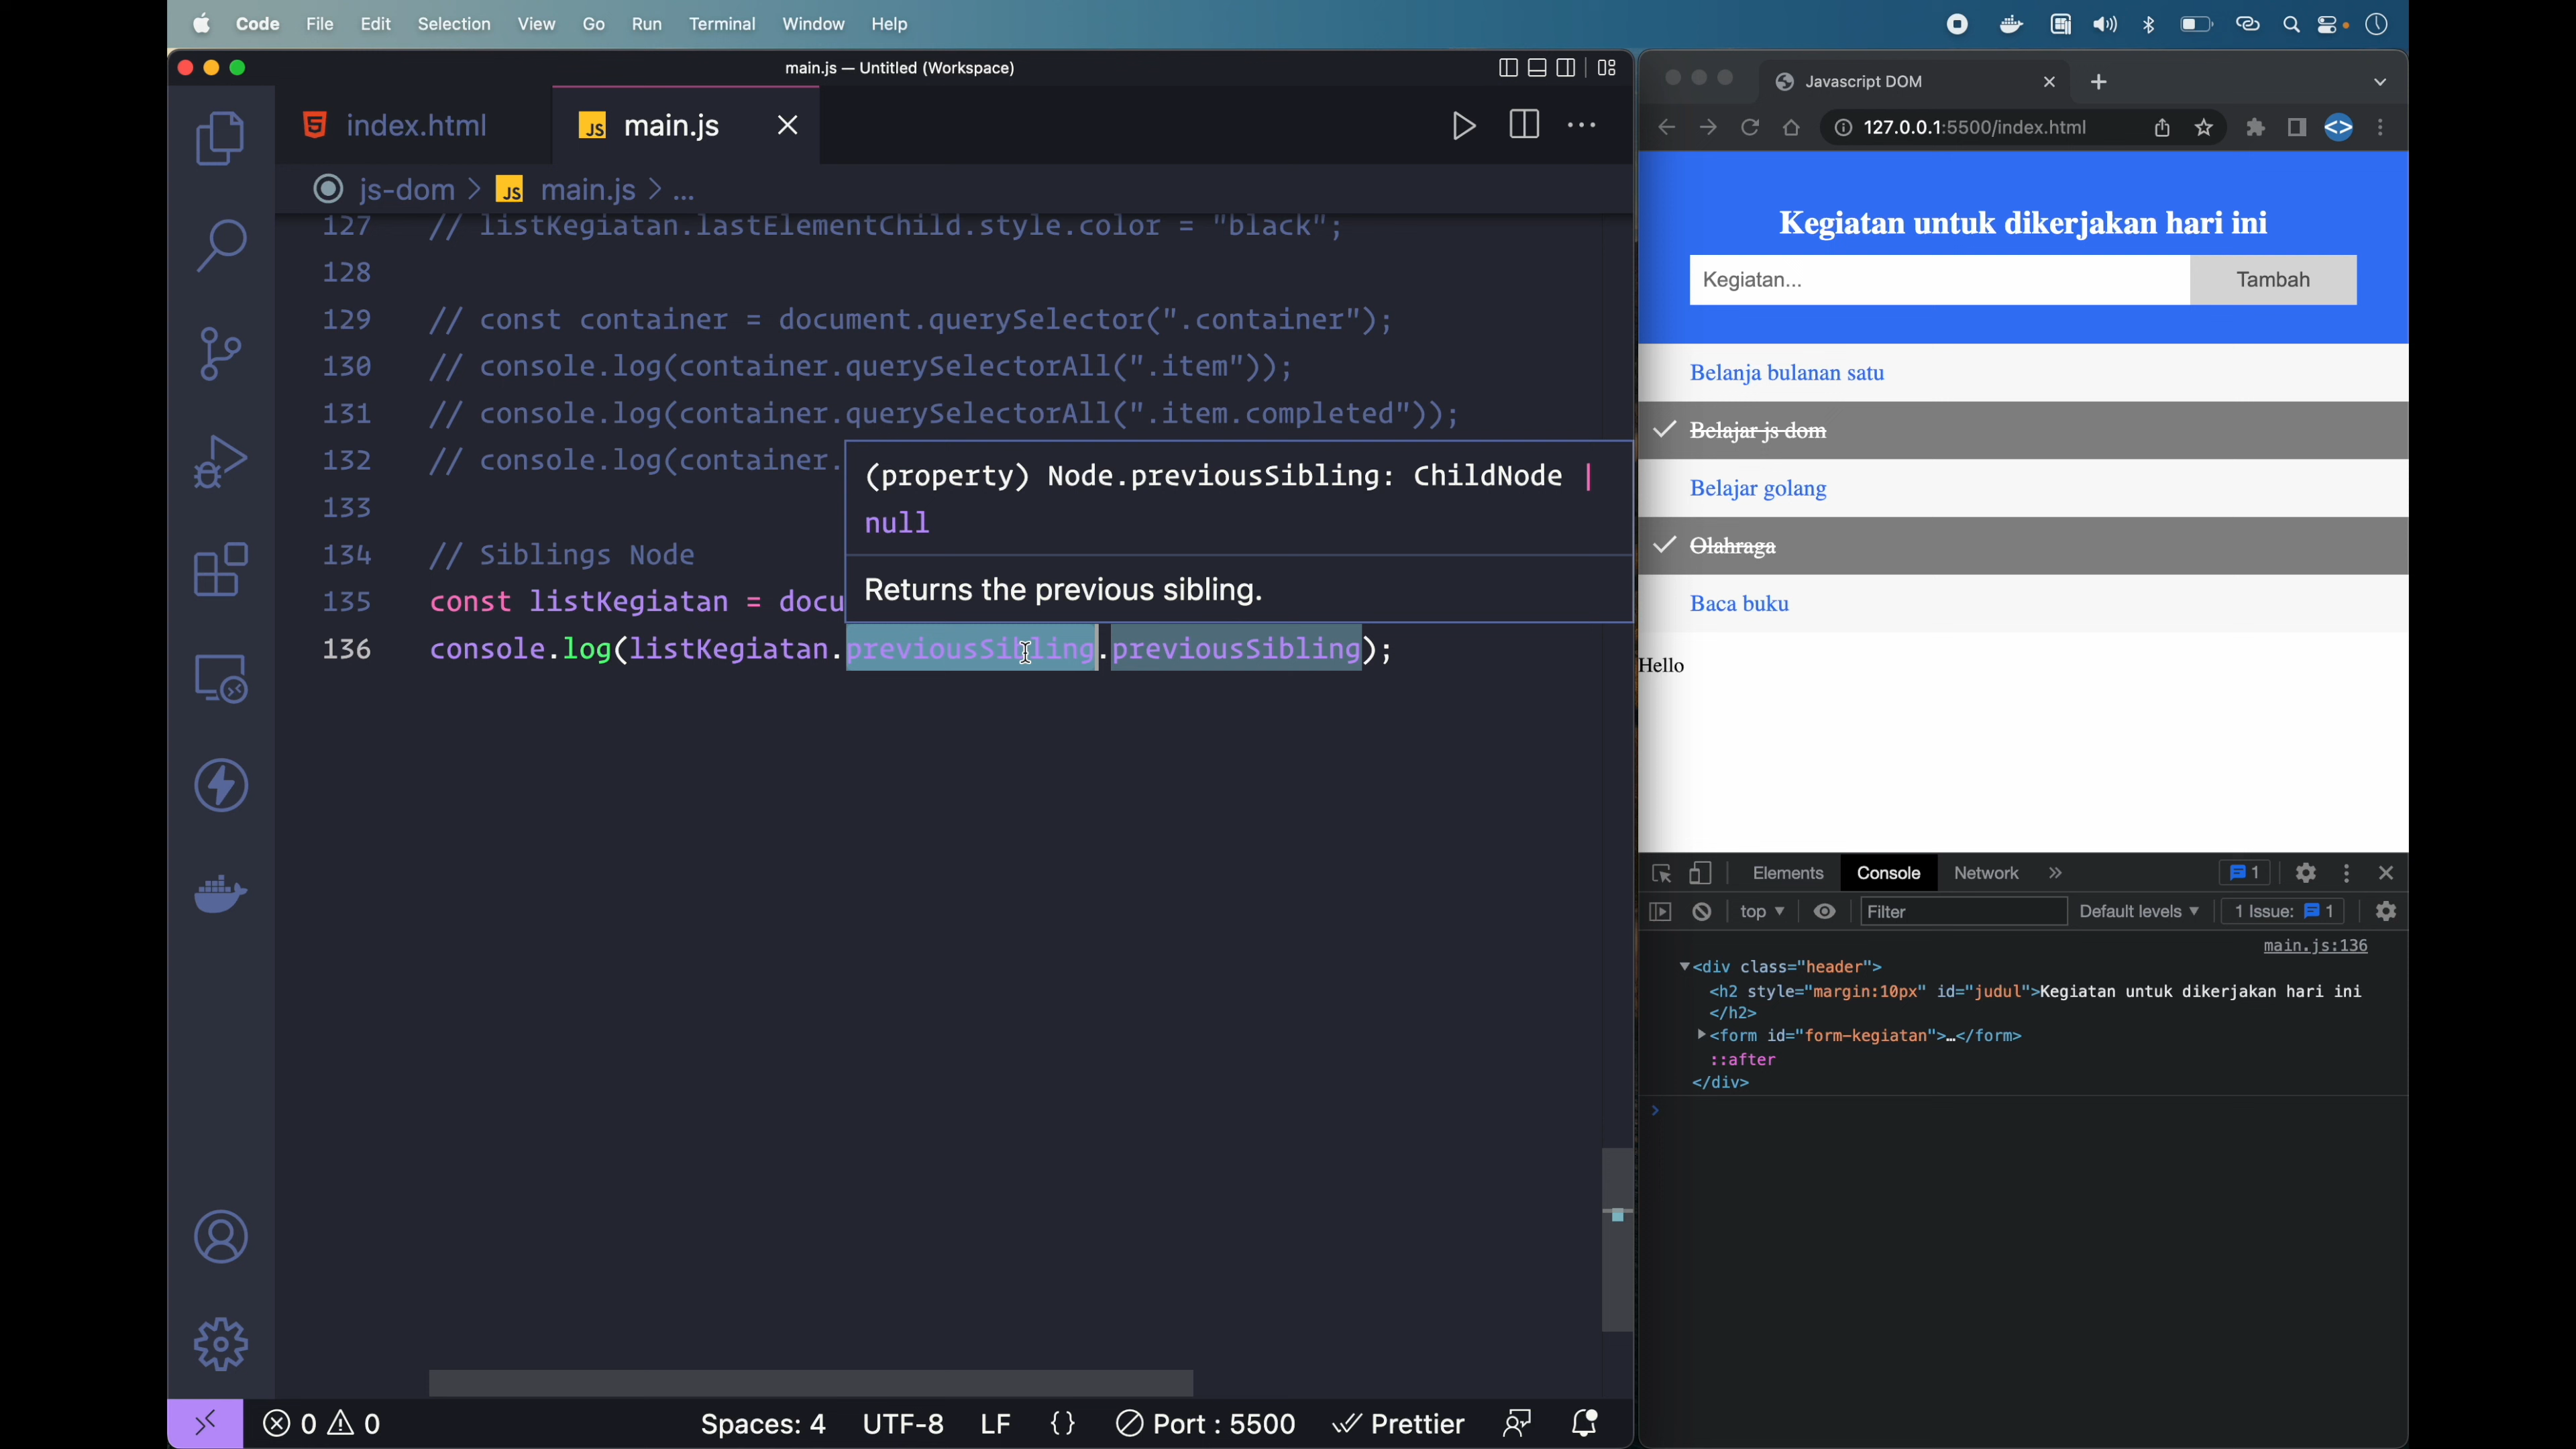 Code File Edit Selection View Go Run Terminal Window Help
main.js — Untitled (Workspace)
index.html
JS main.js
js-dom > JS main.js > ...
127 // listKegiatan.lastElementChild.style.color = "black";
128
129 // const container = document.querySelector(".container");
130 // console.log(container.querySelectorAll(".item"));
131 // console.log(container.querySelectorAll(".item.completed"));
132 // console.log(container.
133
134 // Siblings Node
135 const listKegiatan = docu
136 console.log(listKegiatan.previousSibling.previousSibling);
(property) Node.previousSibling: ChildNode |
null
Returns the previous sibling.
0 0 Spaces: 4 UTF-8 LF {} Port : 5500 Prettier
Javascript DOM
127.0.0.1:5500/index.html
Kegiatan untuk dikerjakan hari ini
Kegiatan... Tambah
Belanja bulanan satu
Belajar js dom
Belajar golang
Olahraga
Baca buku
Hello
Elements Console Network » 1
top Filter Default levels 1 Issue: 1
main.js:136
<div class="header">
<h2 style="margin:10px" id="judul">Kegiatan untuk dikerjakan hari ini
</h2>
<form id="form-kegiatan">…</form>
::after
</div>